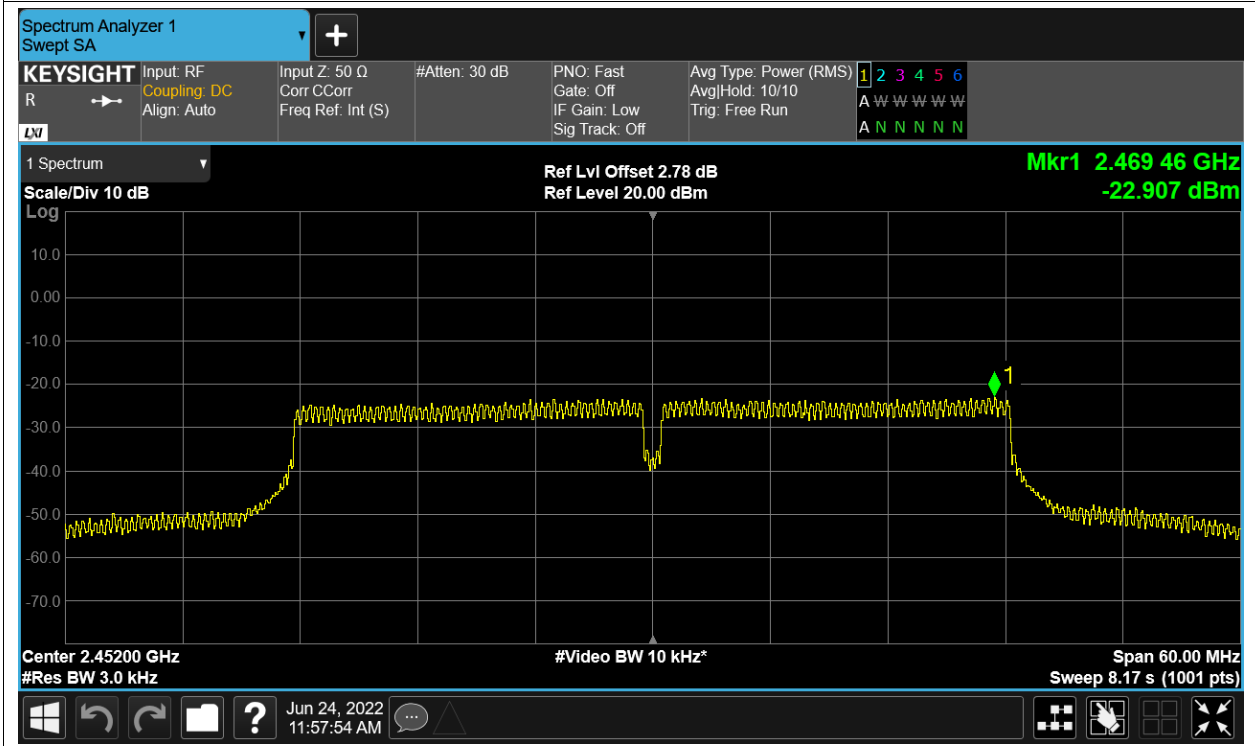 Spectrum Analyzer 1
Swept SA
+
KEYSIGHT Input: RF Input Z: 50 Ω #Atten: 30 dB PNO: Fast Avg Type: Power (RMS) 1 2 3 4 5 6
R Coupling: DC Corr CCorr Gate: Off Avg|Hold: 10/10 A W W W W W
Align: Auto Freq Ref: Int (S) IF Gain: Low Trig: Free Run
LXI Sig Track: Off A N N N N N
1 Spectrum Ref Lvl Offset 2.78 dB Mkr1 2.469 46 GHz
Scale/Div 10 dB Ref Level 20.00 dBm -22.907 dBm
Log
10.0
0.00
-10.0
1
-20.0
-30.0
-40.0
-50.0
-60.0
-70.0
Center 2.45200 GHz #Video BW 10 kHz* Span 60.00 MHz
#Res BW 3.0 kHz Sweep 8.17 s (1001 pts)
? Jun 24, 2022
11:57:54 AM